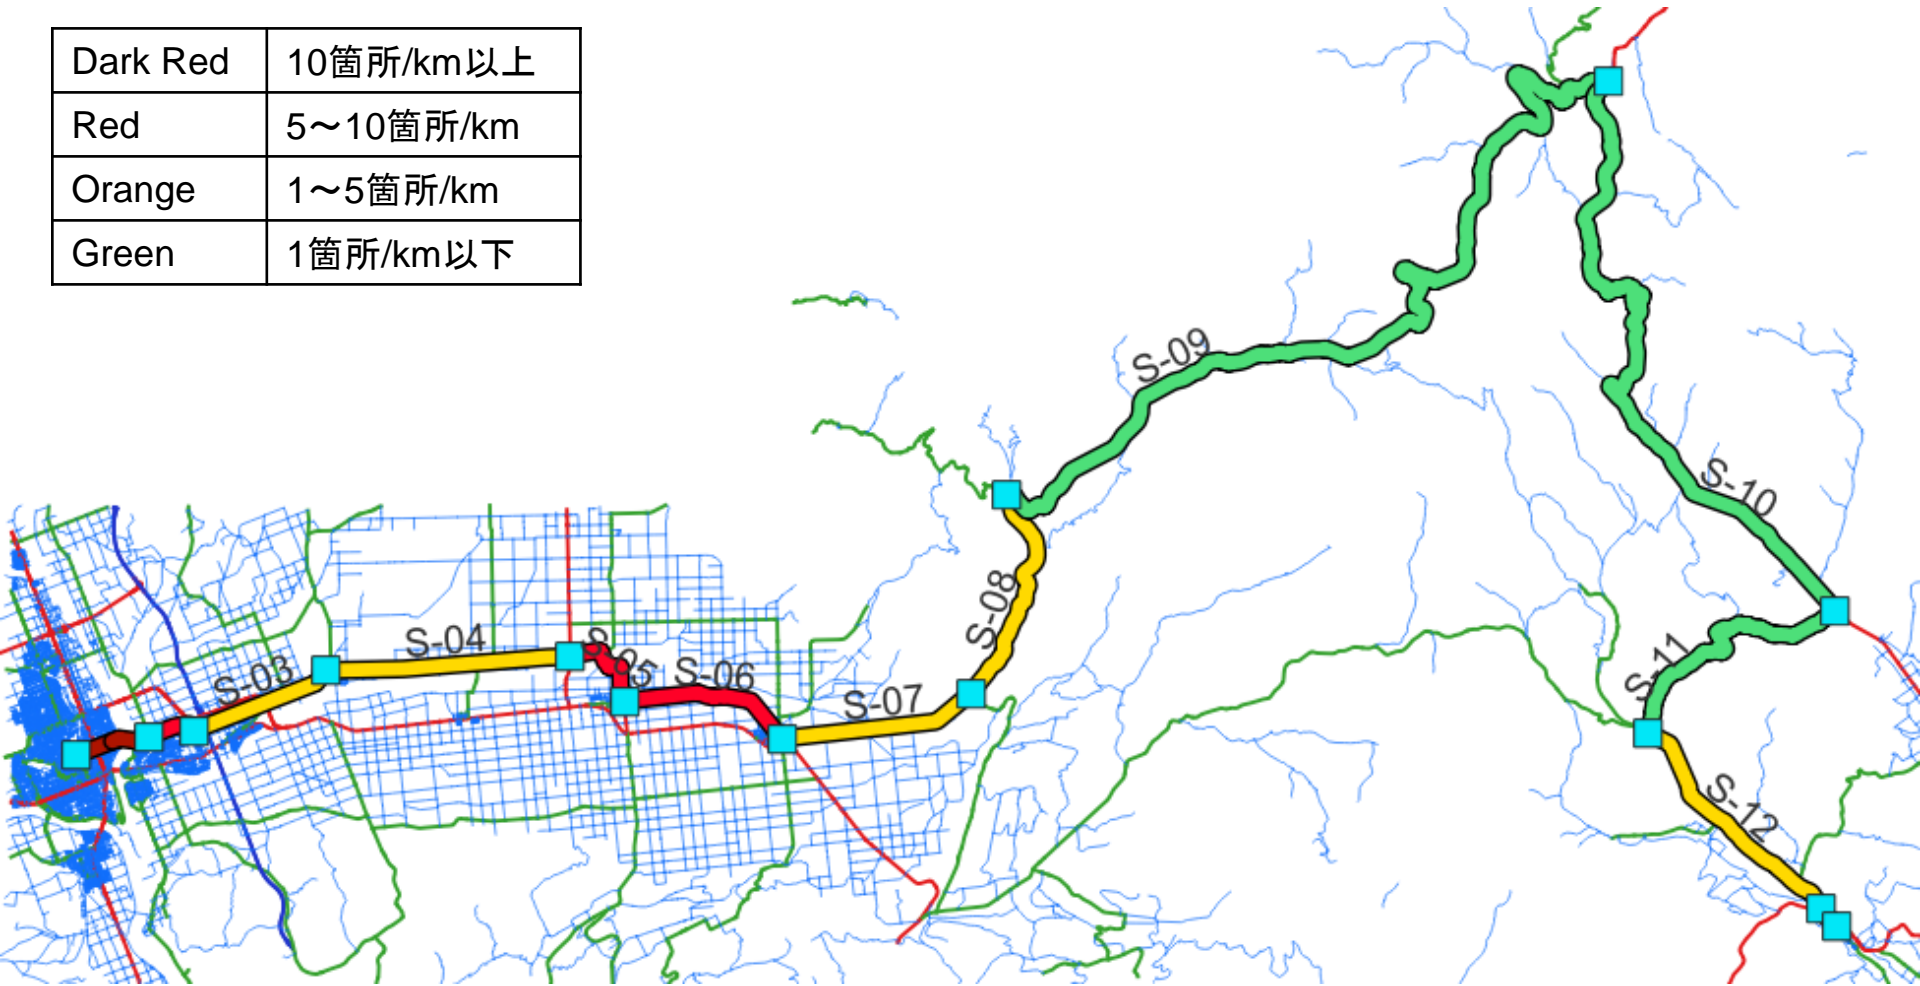 Dark Red 10箇所/km以上
Red 5～10箇所/km
Orange 1～5箇所/km
Green 1箇所/km以下
S-09
S-10
S-08
S-04
S-05
S-06
S-03
S-07
S-11
S-12